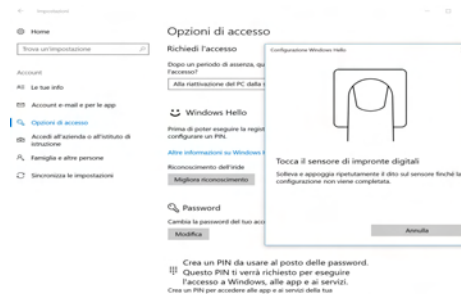 Impostazioni
Home
Trova un'impostazione
Account
Le tue info
Account e-mail e per le app
Opzioni di accesso
Accedi all'azienda o all'istituto di
istruzione
Famiglia e altre persone
Sincronizza le impostazioni
Opzioni di accesso
Richiedi l'accesso
Dopo un periodo di assenza, qu
l'accesso?
Alla riattivazione del PC dalla
Windows Hello
Prima di poter eseguire la regist
configurare un PIN.
Altre informazioni su Windows
Riconoscimento dell'iride
Migliora riconoscimento
Password
Cambia la password del tuo acc
Modifica
Crea un PIN da usare al posto delle password.
Questo PIN ti verrà richiesto per eseguire
l'accesso a Windows, alle app e ai servizi.
Crea un PIN per accedere alle app e ai servizi della tua
Configurazione Windows Hello
Tocca il sensore di impronte digitali
Solleva e appoggia ripetutamente il dito sul sensore finché la
configurazione non viene completata.
Annulla